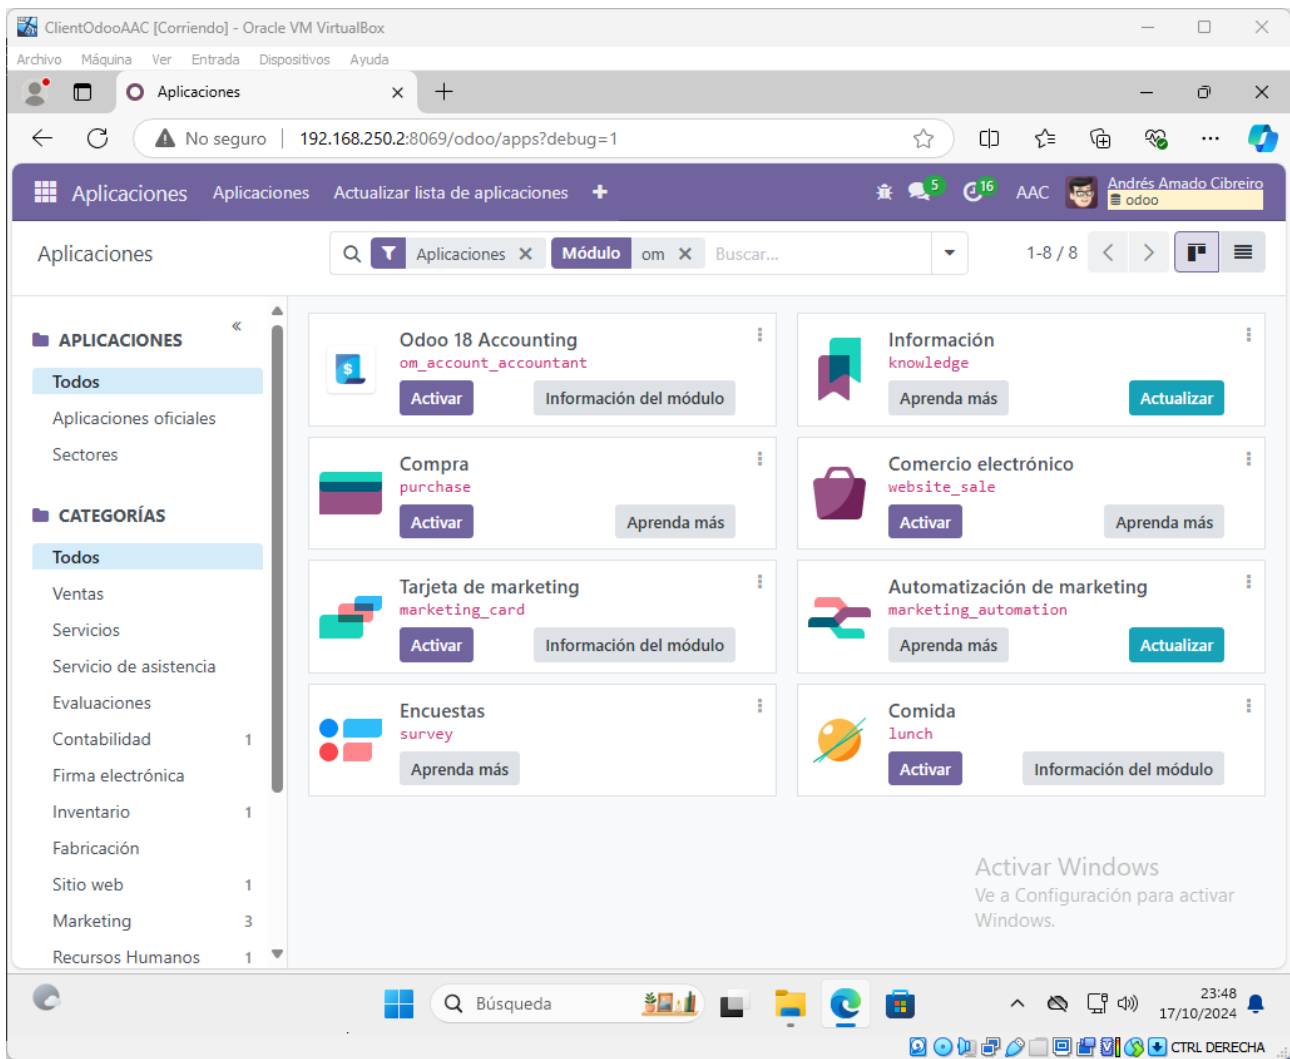 ClientOdooAAC [Corriendo] - Oracle VM VirtualBox
Archivo Máquina Ver Entrada Dispositivos Ayuda
Aplicaciones
No seguro 192.168.250.2:8069/odoo/apps?debug=1
Aplicaciones Aplicaciones Actualizar lista de aplicaciones 5 16 AAC Andrés Amado Cibreiro
odoo
Aplicaciones Aplicaciones Módulo om Buscar... 1-8 / 8
APLICACIONES
Todos
Aplicaciones oficiales
Sectores
CATEGORÍAS
Todos
Ventas
Servicios
Servicio de asistencia
Evaluaciones
Contabilidad 1
Firma electrónica
Inventario 1
Fabricación
Sitio web 1
Marketing 3
Recursos Humanos 1
Odoo 18 Accounting
om_account_accountant
Activar Información del módulo
Información
knowledge
Aprenda más Actualizar
Compra
purchase
Activar Aprenda más
Comercio electrónico
website_sale
Activar Aprenda más
Tarjeta de marketing
marketing_card
Activar Información del módulo
Automatización de marketing
marketing_automation
Aprenda más Actualizar
Encuestas
survey
Aprenda más
Comida
lunch
Activar Información del módulo
Activar Windows
Ve a Configuración para activar
Windows.
Búsqueda
23:48
17/10/2024
CTRL DERECHA